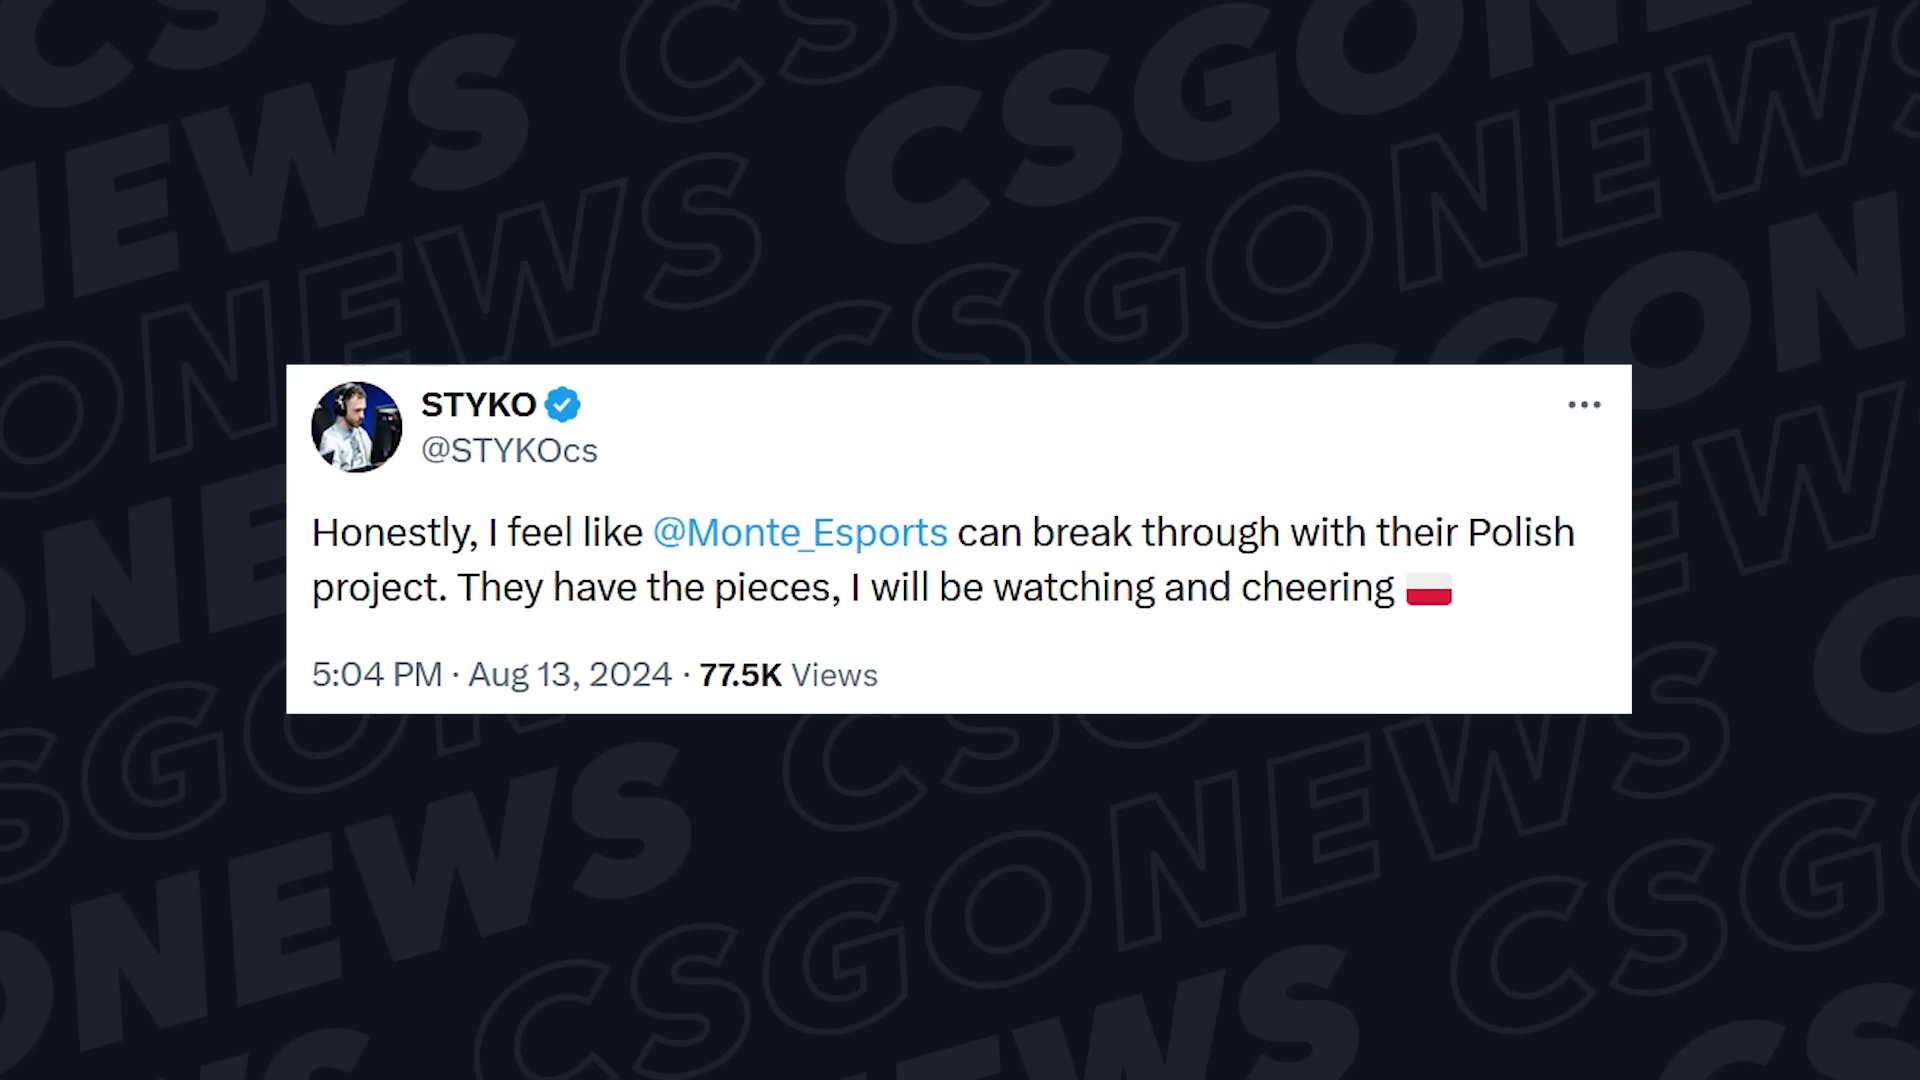 CSGONEWS
STYKO
@STYKOcs
Honestly, I feel like @Monte_Esports can break through with their Polish
project. They have the pieces, I will be watching and cheering 🇵🇱
5:04 PM · Aug 13, 2024 · 77.5K Views